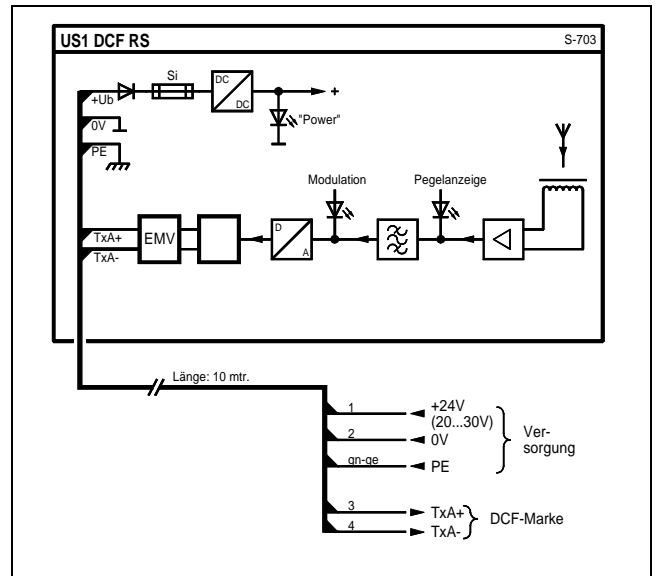 US1 DCF RS
S-703
Si
DC
DC
+
+Ub
"Power"
0V
PE
Modulation
Pegelanzeige
TxA+
EMV
D
A
TxA-
Länge: 10 mtr.
1
+24V
(20...30V)
2
0V
Ver-
sorgung
gn-ge
PE
3
TxA+
DCF-Marke
4
TxA-